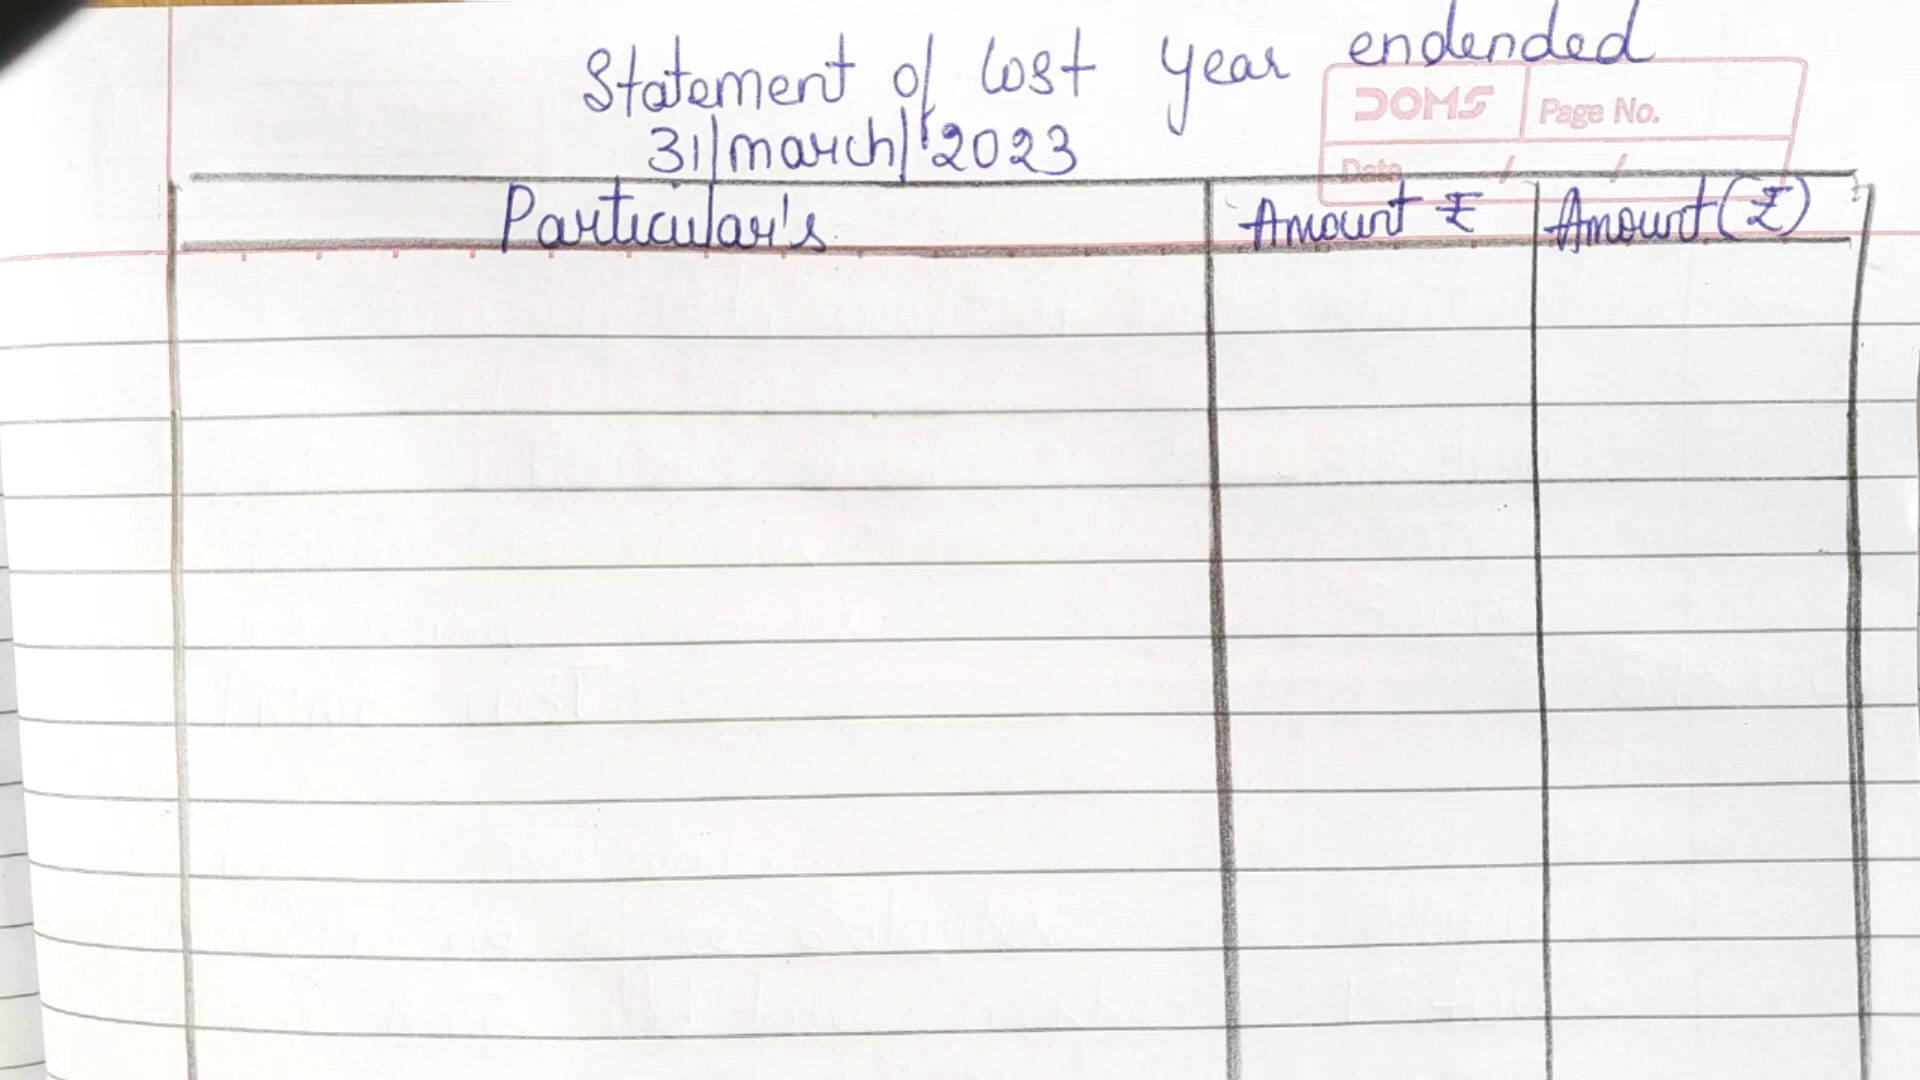 Statement of Cost year endended
31/march/2023
DOMS Page No.
Date / /
Particular's Amount ₹ Amount (₹)